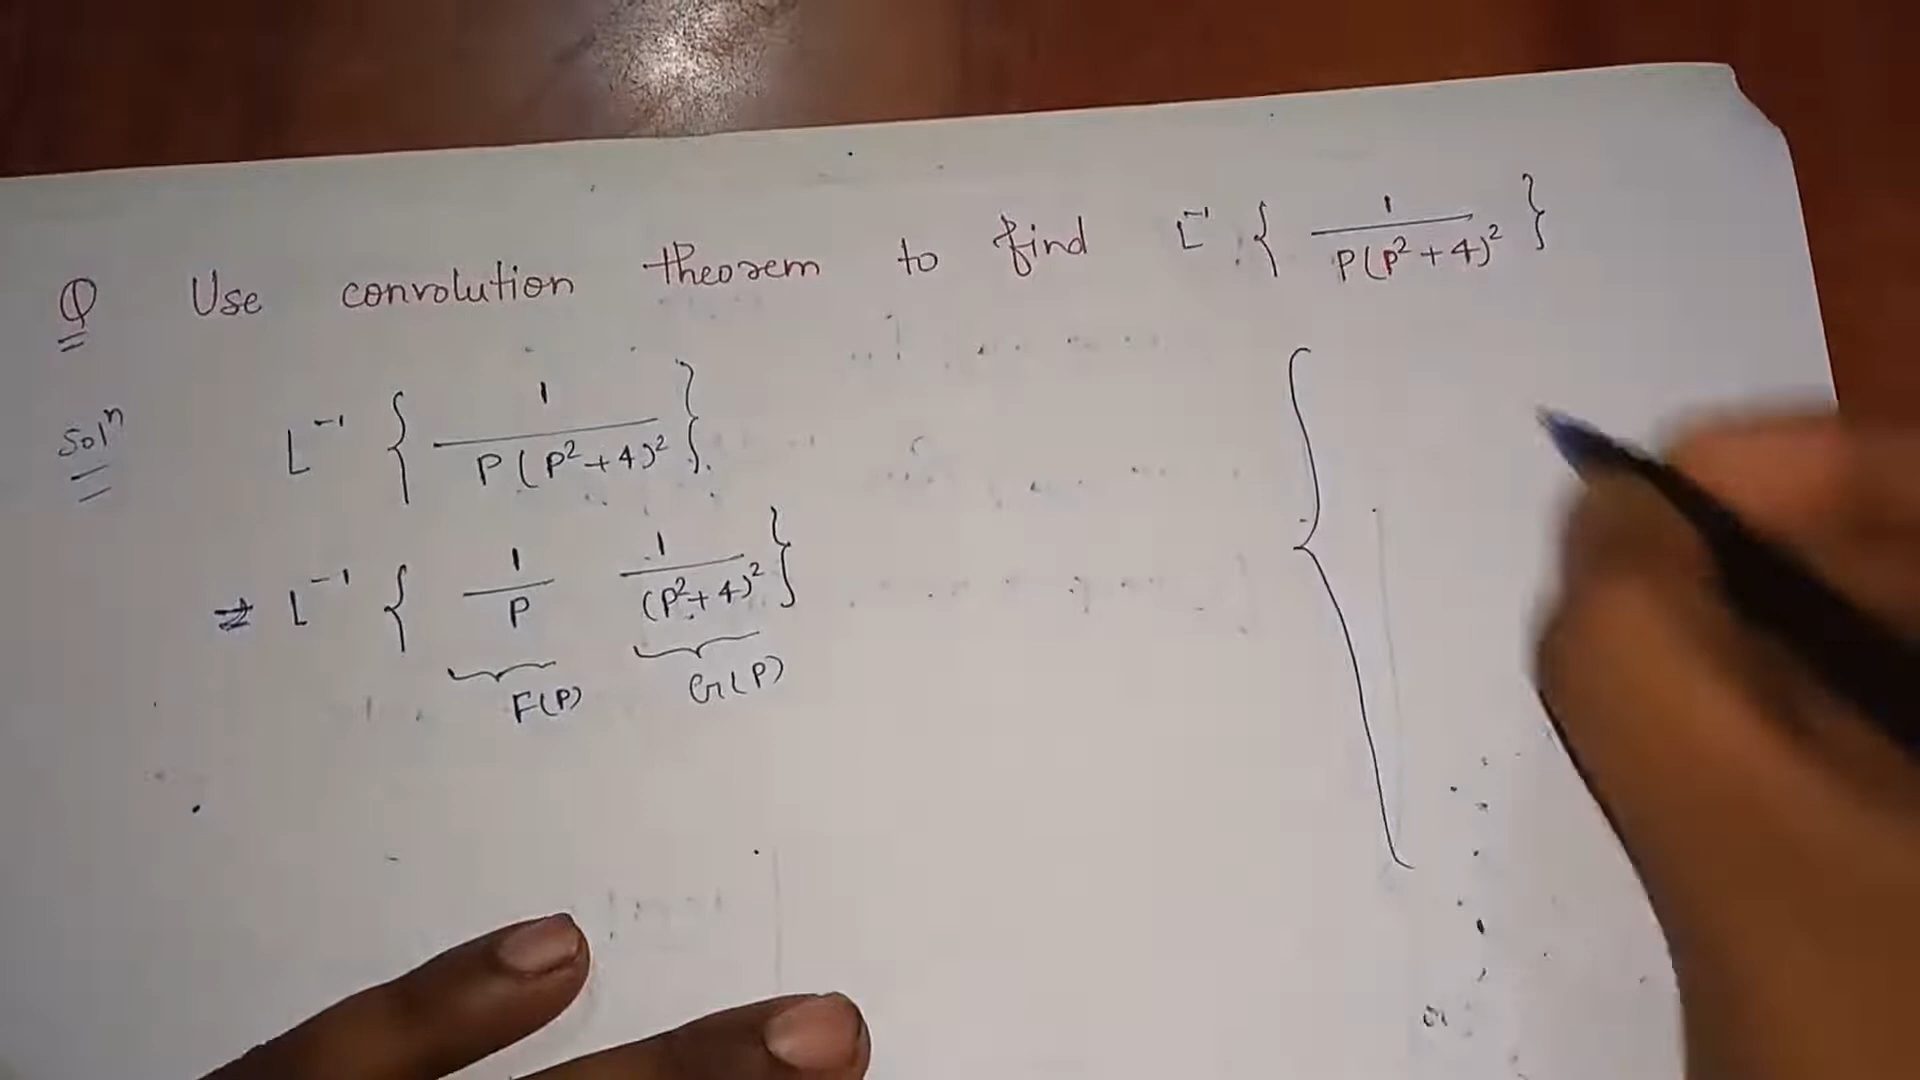 Q Use convolution theorem to find L⁻¹ { 1 / P(P²+4)² }
Solⁿ L⁻¹ { 1 / P(P²+4)² }
= L⁻¹ { 1/P 1/(P²+4)² }
F(P) G(P)